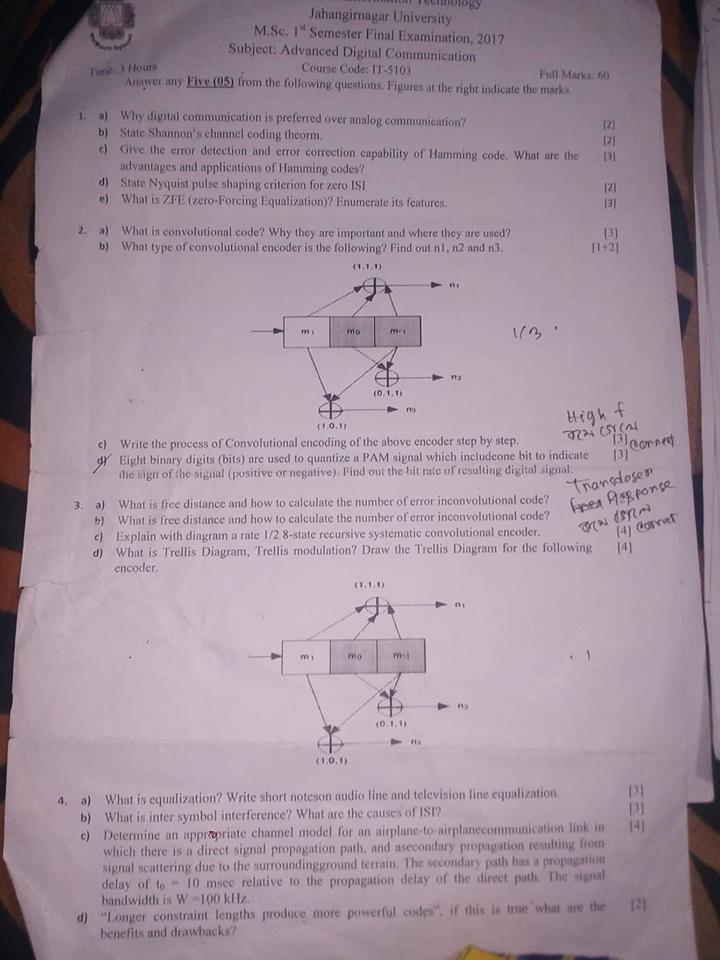 Technology
Jahangirnagar University
M.Sc. 1st Semester Final Examination, 2017
Subject: Advanced Digital Communication
Course Code: IT-5103
Time: 3 Hours Full Marks: 60
Answer any Five (05) from the following questions. Figures at the right indicate the marks.
1. a) Why digital communication is preferred over analog communication? [2]
b) State Shannon's channel coding theorm. [2]
c) Give the error detection and error correction capability of Hamming code. What are the [3]
advantages and applications of Hamming codes?
d) State Nyquist pulse shaping criterion for zero ISI [2]
e) What is ZFE (zero-Forcing Equalization)? Enumerate its features. [3]
2. a) What is convolutional code? Why they are important and where they are used? [3]
b) What type of convolutional encoder is the following? Find out n1, n2 and n3. [1+2]
(1,1,1)
n1
m1 m0 m-1
1/3
n2
(0,1,1)
n3
(1,0,1)
High f
c) Write the process of Convolutional encoding of the above encoder step by step. [3]
correct
d) Eight binary digits (bits) are used to quantize a PAM signal which includeone bit to indicate [3]
the sign of the signal (positive or negative). Find out the bit rate of resulting digital signal.
3. a) What is free distance and how to calculate the number of error inconvolutional code?
b) What is free distance and how to calculate the number of error inconvolutional code?
c) Explain with diagram a rate 1/2 8-state recursive systematic convolutional encoder. [4]
d) What is Trellis Diagram, Trellis modulation? Draw the Trellis Diagram for the following [4]
encoder.
(1,1,1)
n1
m1 m0 m-1
n2
(0,1,1)
n3
(1,0,1)
4. a) What is equalization? Write short noteson audio line and television line equalization. [3]
b) What is inter symbol interference? What are the causes of ISI? [3]
c) Determine an appropriate channel model for an airplane-to-airplanecommunication link in [4]
which there is a direct signal propagation path, and asecondary propagation resulting from
signal scattering due to the surroundingground terrain. The secondary path has a propagation
delay of t0 = 10 msec relative to the propagation delay of the direct path. The signal
bandwidth is W =100 kHz.
d) "Longer constraint lengths produce more powerful codes", if this is true what are the [2]
benefits and drawbacks?